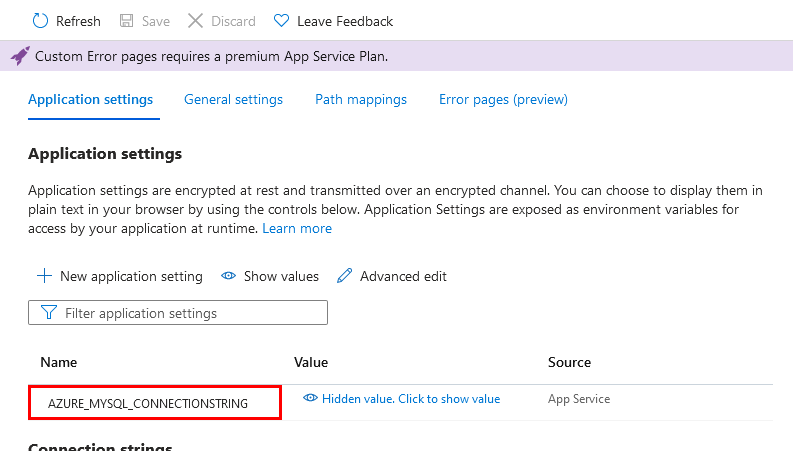 Refresh Save Discard Leave Feedback
Custom Error pages requires a premium App Service Plan.
Application settings General settings Path mappings Error pages (preview)
Application settings
Application settings are encrypted at rest and transmitted over an encrypted channel. You can choose to display them in
plain text in your browser by using the controls below. Application Settings are exposed as environment variables for
access by your application at runtime. Learn more
New application setting Show values Advanced edit
Filter application settings
Name Value Source
AZURE_MYSQL_CONNECTIONSTRING Hidden value. Click to show value App Service
Connection strings